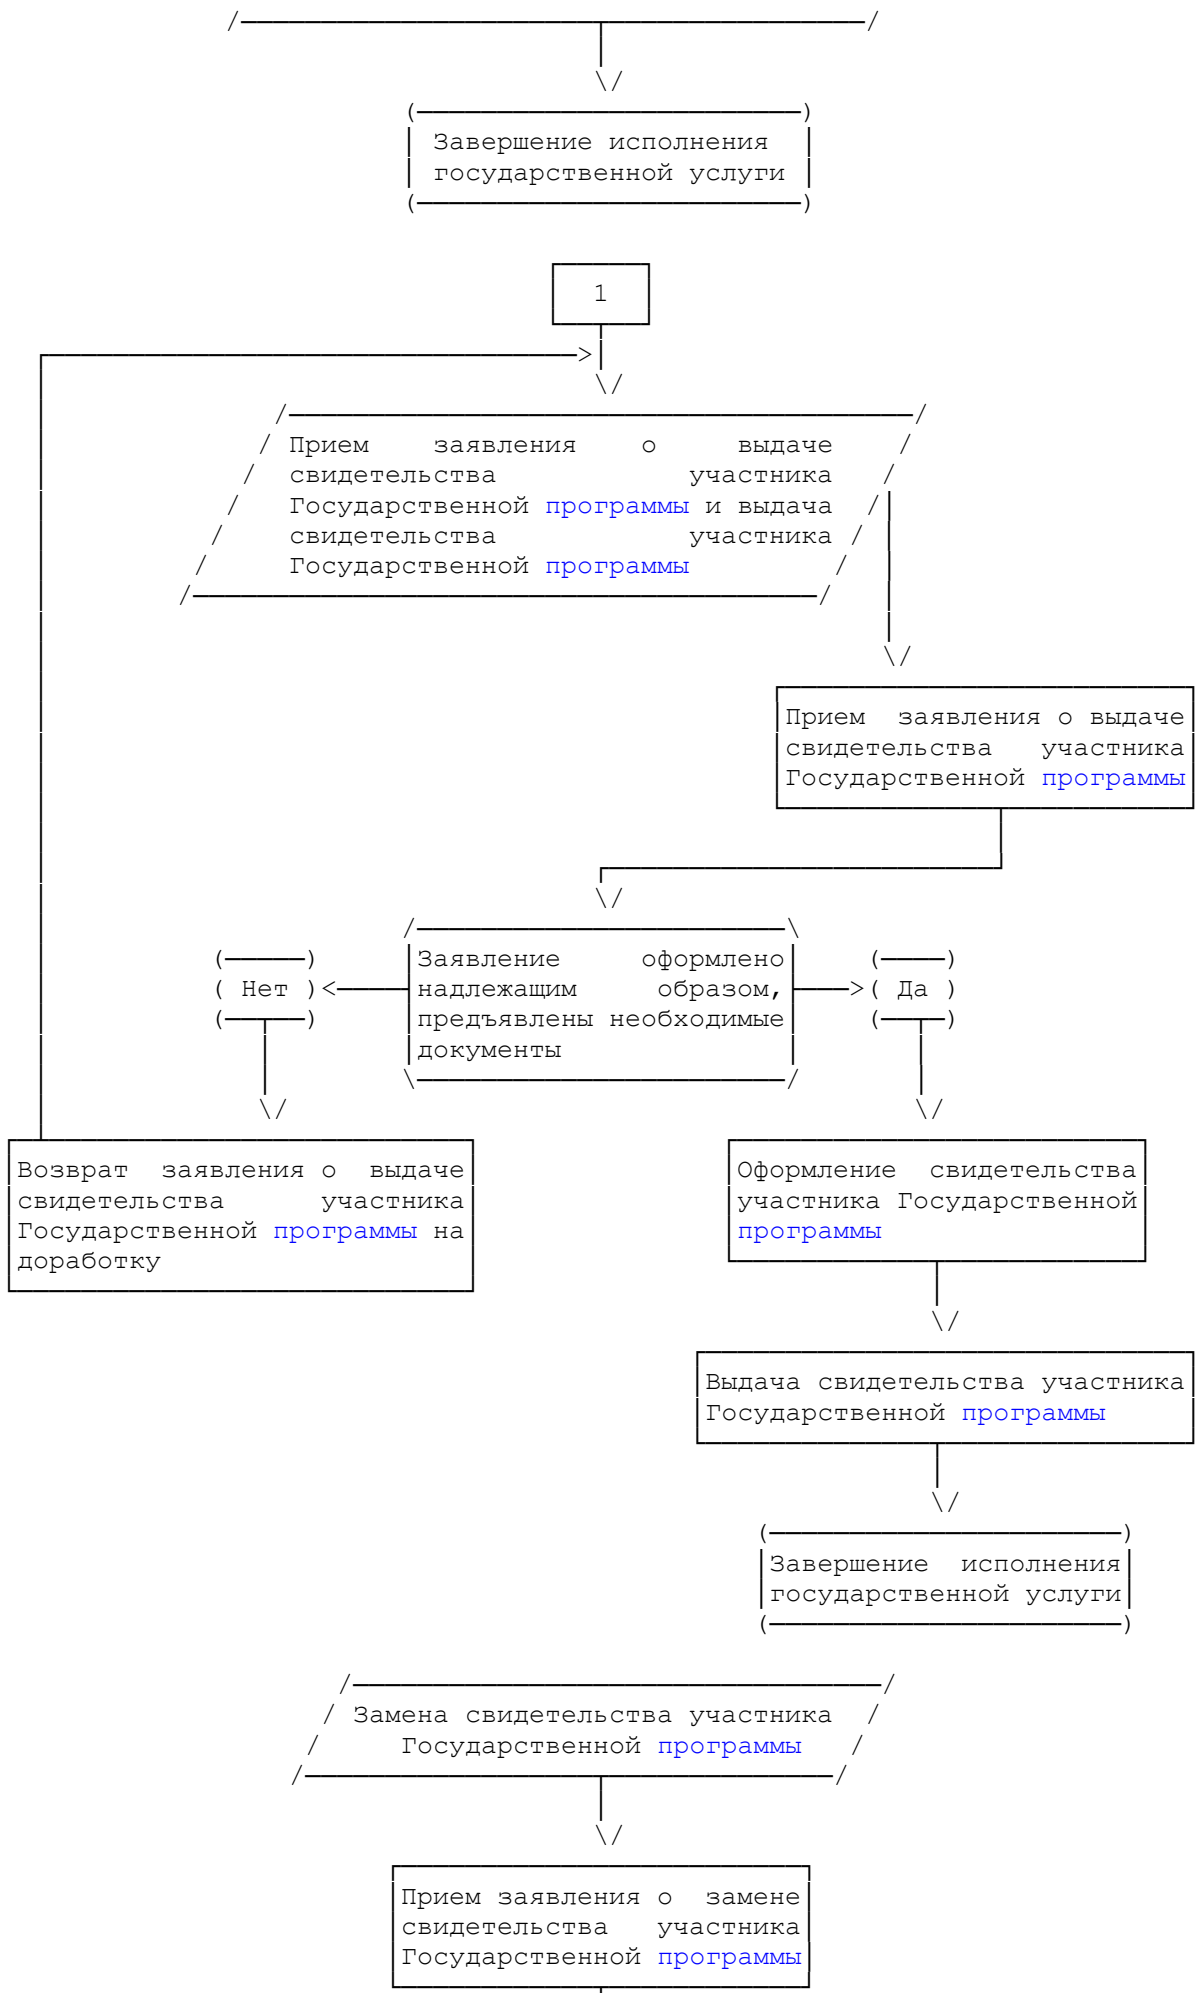 Завершение исполнения
государственной услуги
1
Прием заявления о выдаче
свидетельства участника
Государственной программы и выдача
свидетельства участника
Государственной программы
Прием заявления о выдаче
свидетельства участника
Государственной программы
Заявление оформлено
Нет надлежащим образом, Да
предъявлены необходимые
документы
Возврат заявления о выдаче
свидетельства участника
Государственной программы на
доработку
Оформление свидетельства
участника Государственной
программы
Выдача свидетельства участника
Государственной программы
Завершение исполнения
государственной услуги
Замена свидетельства участника
Государственной программы
Прием заявления о замене
свидетельства участника
Государственной программы